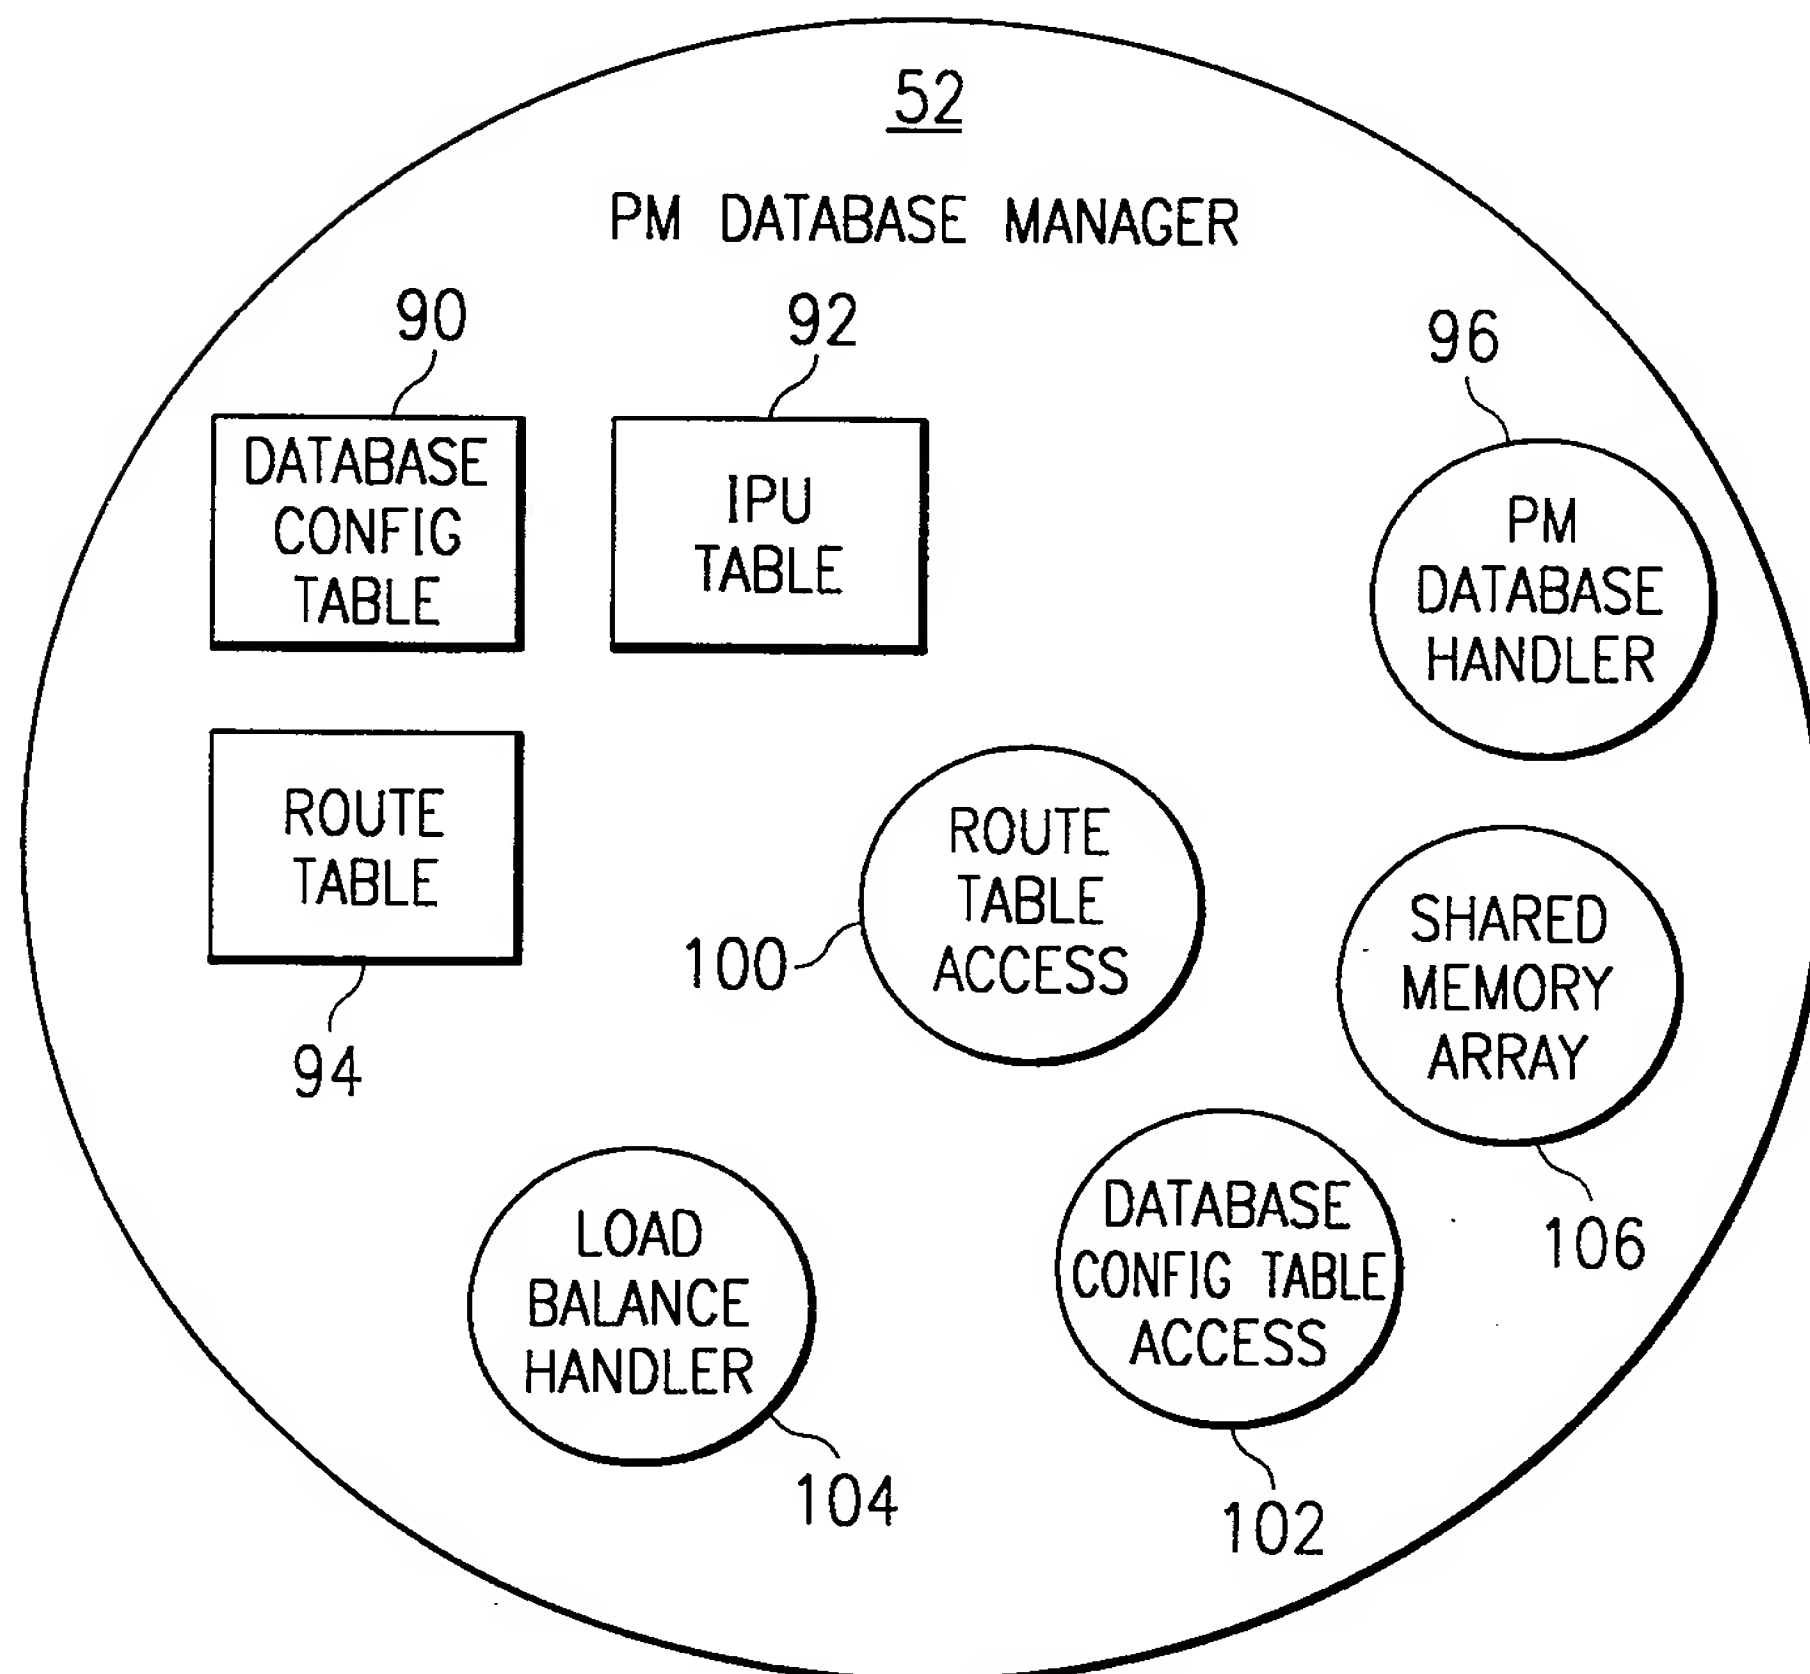 52
PM DATABASE MANAGER
90
92
96
DATABASE
CONFIG
TABLE
IPU
TABLE
PM
DATABASE
HANDLER
ROUTE
TABLE
94
ROUTE
TABLE
ACCESS
100
SHARED
MEMORY
ARRAY
106
LOAD
BALANCE
HANDLER
104
DATABASE
CONFIG TABLE
ACCESS
102